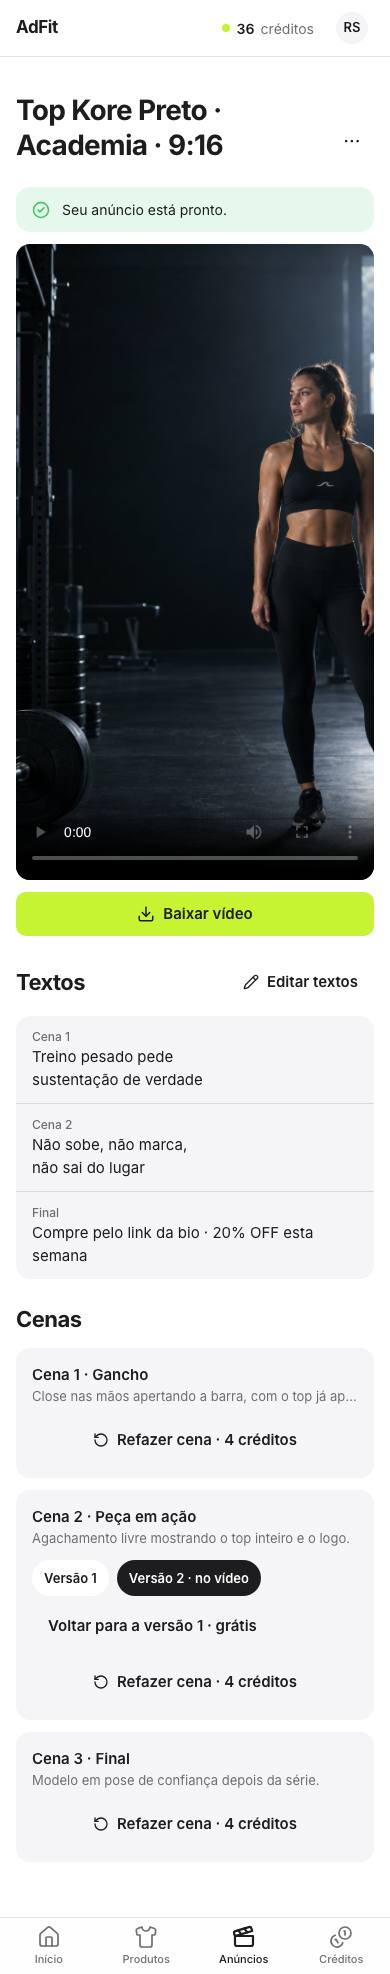 AdFit
36 créditos
RS
Top Kore Preto ·
Academia · 9:16
...
Seu anúncio está pronto.
0:00
Baixar vídeo
Textos
Editar textos
Cena 1
Treino pesado pede
sustentação de verdade
Cena 2
Não sobe, não marca,
não sai do lugar
Final
Compre pelo link da bio · 20% OFF esta
semana
Cenas
Cena 1 · Gancho
Close nas mãos apertando a barra, com o top já ap...
Refazer cena · 4 créditos
Cena 2 · Peça em ação
Agachamento livre mostrando o top inteiro e o logo.
Versão 1
Versão 2 · no vídeo
Voltar para a versão 1 · grátis
Refazer cena · 4 créditos
Cena 3 · Final
Modelo em pose de confiança depois da série.
Refazer cena · 4 créditos
Início
Produtos
Anúncios
Créditos